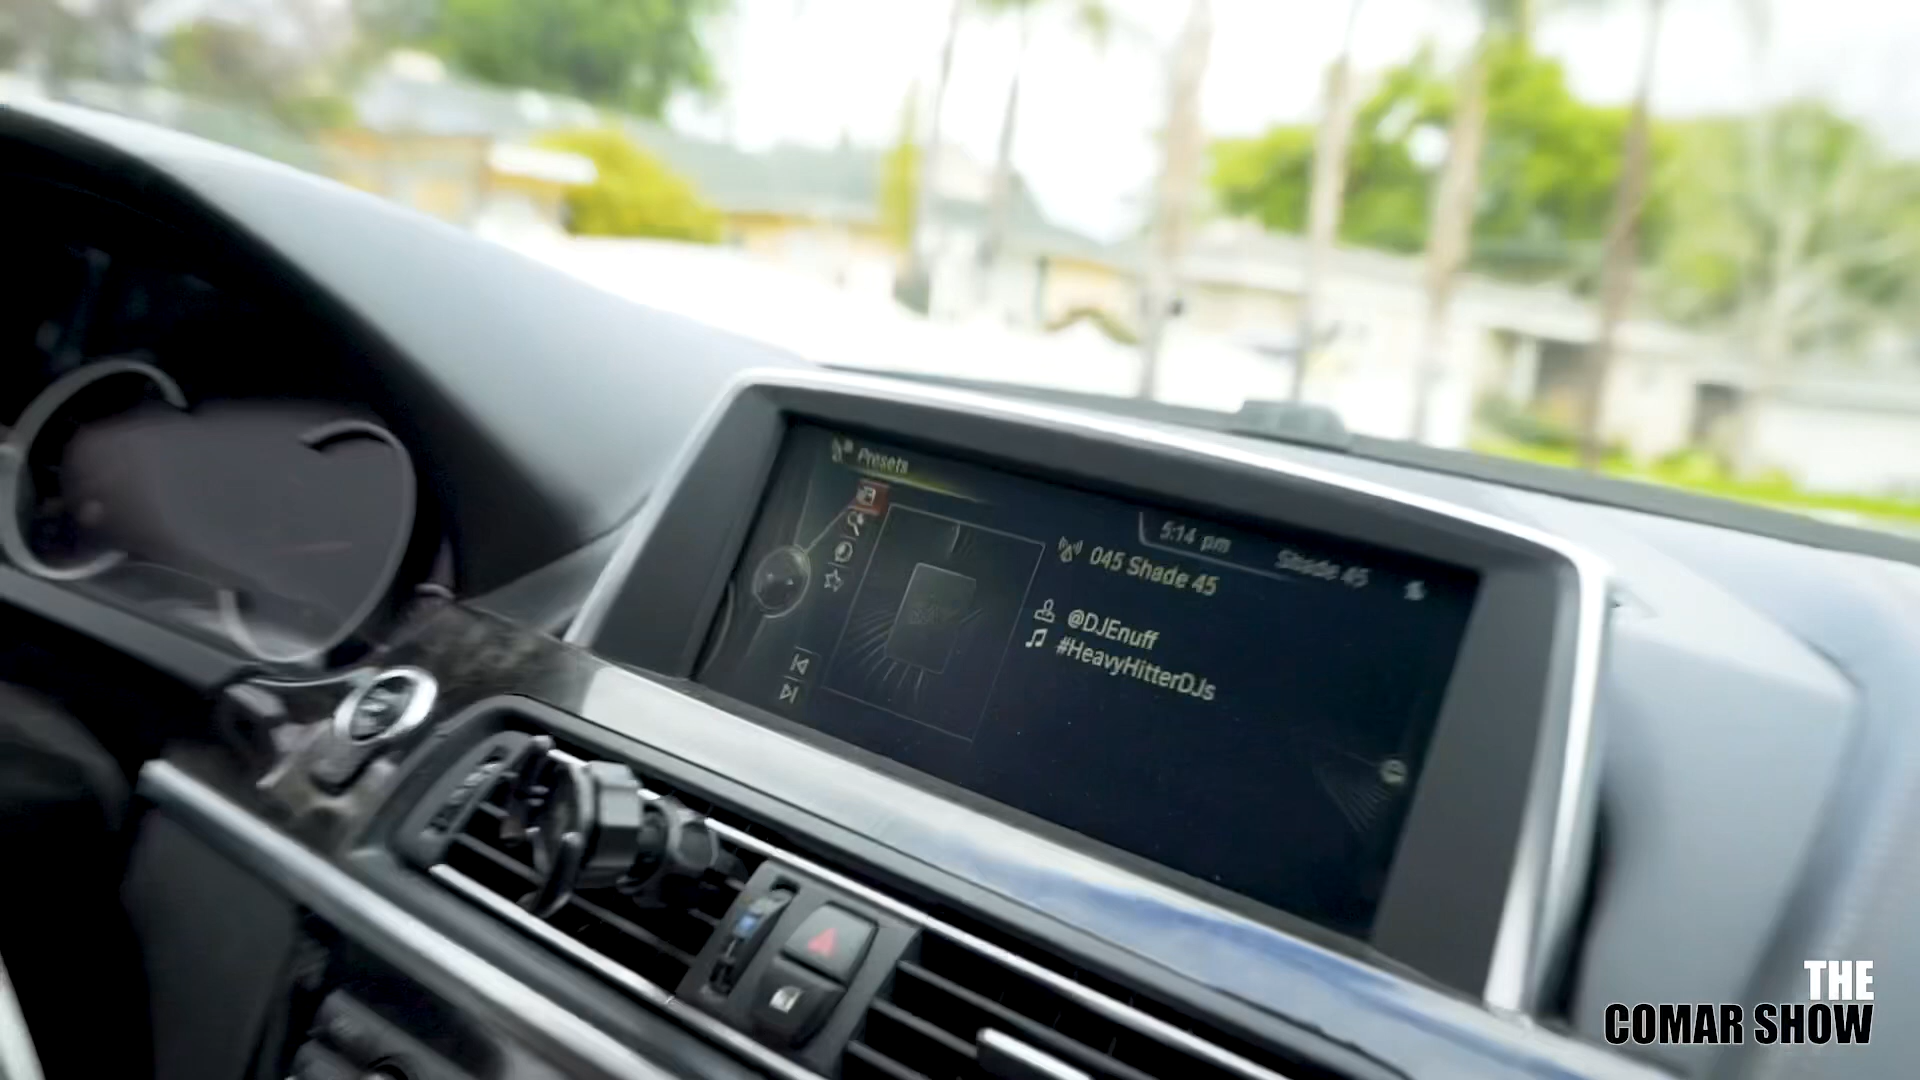 Presets
5:14 pm
Shade 45
045 Shade 45
@DJEnuff
#HeavyHitterDJs
THE
COMAR SHOW